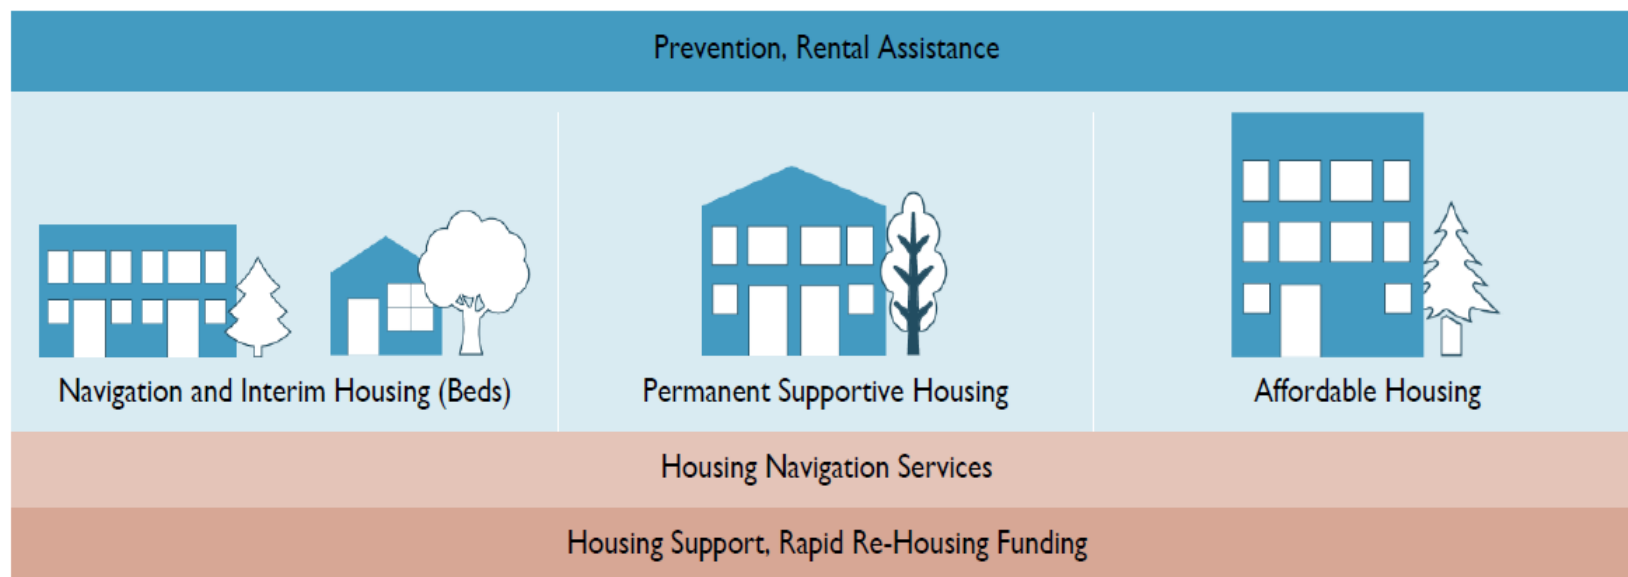 Prevention, Rental Assistance
Navigation and Interim Housing (Beds)
Permanent Supportive Housing
Affordable Housing
Housing Navigation Services
Housing Support, Rapid Re-Housing Funding